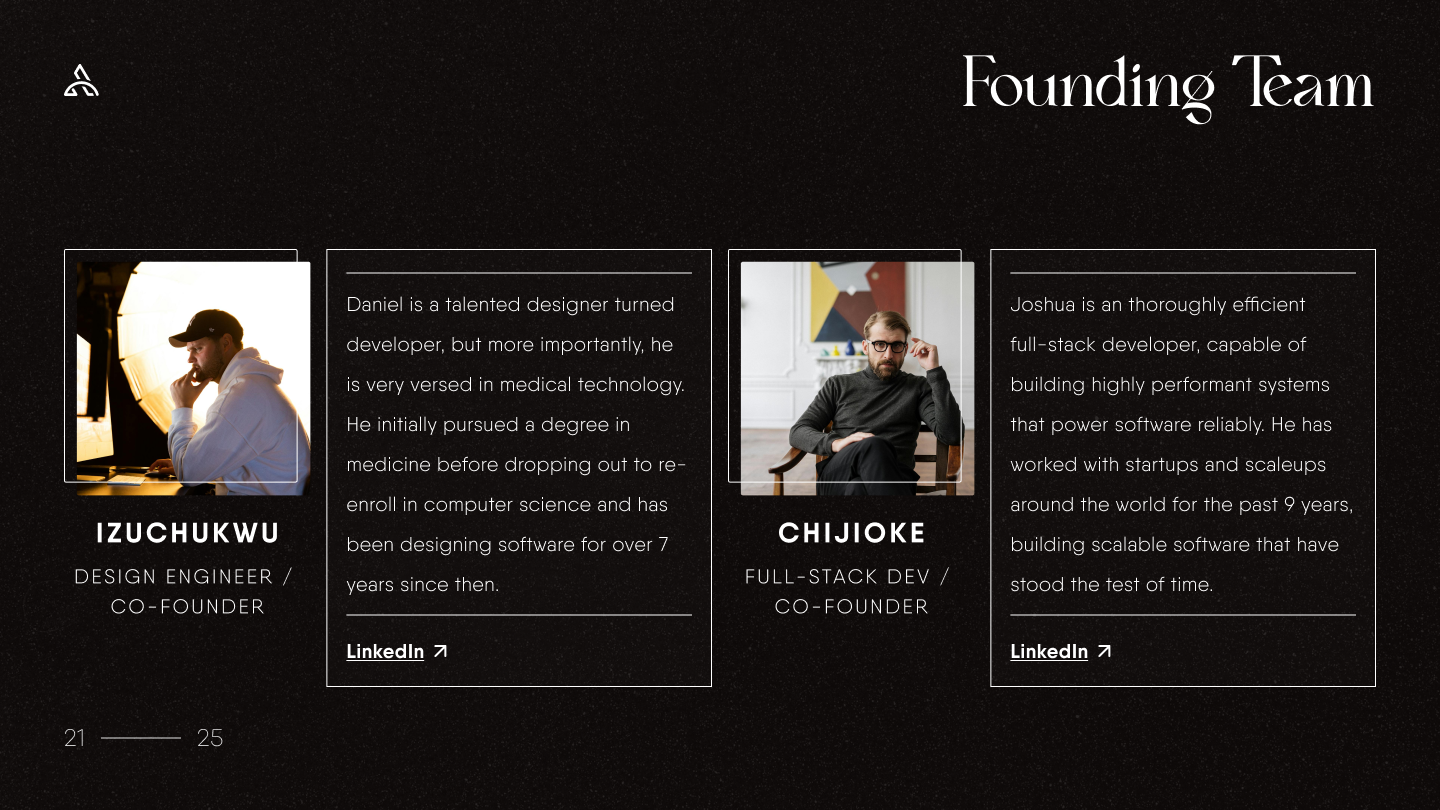 Founding Team
IZUCHUKWU
DESIGN ENGINEER /
CO-FOUNDER
Daniel is a talented designer turned
developer, but more importantly, he
is very versed in medical technology.
He initially pursued a degree in
medicine before dropping out to re-
enroll in computer science and has
been designing software for over 7
years since then.
LinkedIn
CHIJIOKE
FULL-STACK DEV /
CO-FOUNDER
Joshua is an thoroughly efficient
full-stack developer, capable of
building highly performant systems
that power software reliably. He has
worked with startups and scaleups
around the world for the past 9 years,
building scalable software that have
stood the test of time.
LinkedIn
21 25